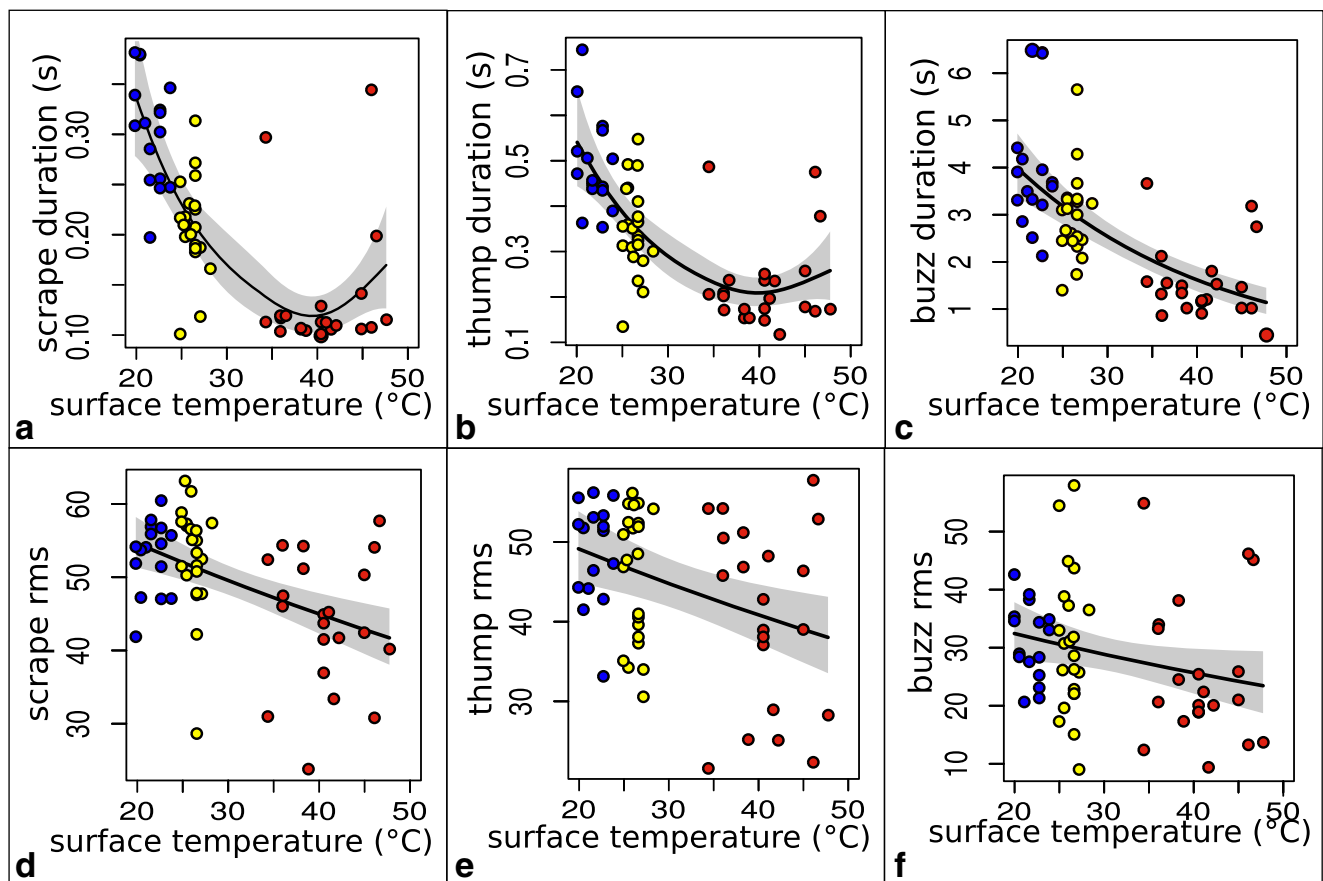 scrape duration (s)
0.30
0.20
0.10
20 30 40 50
surface temperature (°C)
a
thump duration (s)
0.7
0.5
0.3
0.1
20 30 40 50
surface temperature (°C)
b
buzz duration (s)
6
5
4
3
2
1
20 30 40 50
surface temperature (°C)
c
scrape rms
60
50
40
30
20 30 40 50
surface temperature (°C)
d
thump rms
50
40
30
20 30 40 50
surface temperature (°C)
e
buzz rms
50
40
30
20
10
20 30 40 50
surface temperature (°C)
f